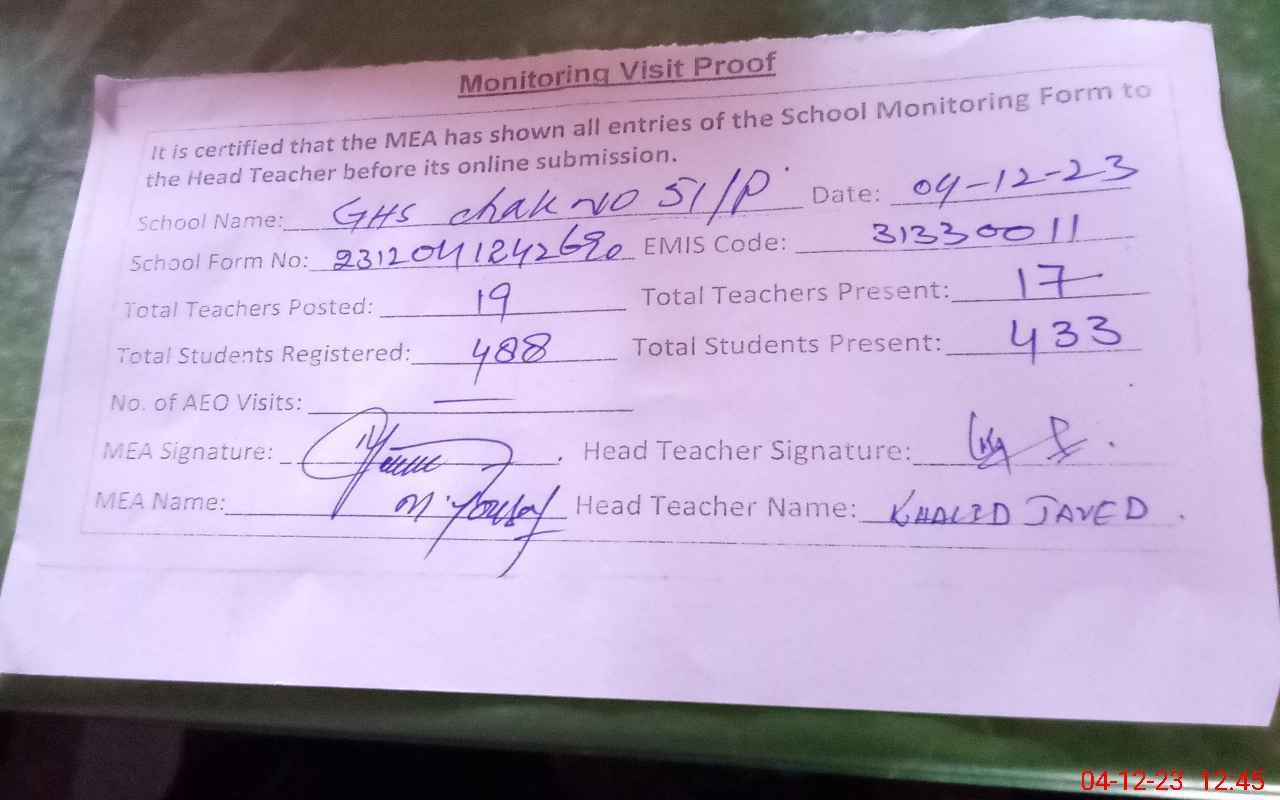 Monitoring Visit Proof
It is certified that the MEA has shown all entries of the School Monitoring Form to
the Head Teacher before its online submission.
School Name: GHS chak NO 51/P Date: 04-12-23
School Form No: EMIS Code: 31330011
Total Teachers Posted: 19 Total Teachers Present: 17
Total Students Registered: 488 Total Students Present: 433
No. of AEO Visits: —
MEA Signature: Head Teacher Signature:
MEA Name: M. Yousaf Head Teacher Name: KHALID JAVED.
04-12-23 12:45